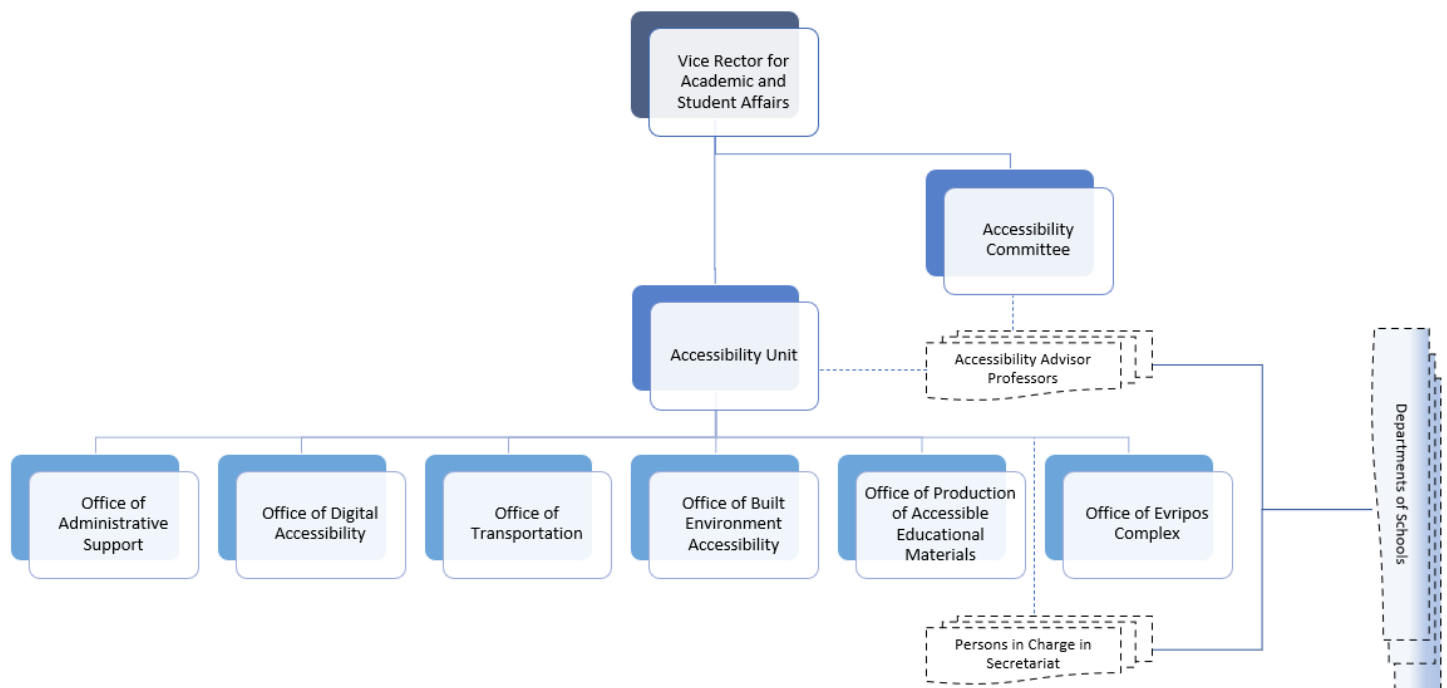 Vice Rector for
Academic and
Student Affairs
Accessibility
Committee
Accessibility Unit
Accessibility Advisor
Professors
Departments of Schools
Office of
Administrative
Support
Office of Digital
Accessibility
Office of
Transportation
Office of Built
Environment
Accessibility
Office of Production
of Accessible
Educational
Materials
Office of Evripos
Complex
Persons in Charge in
Secretariat